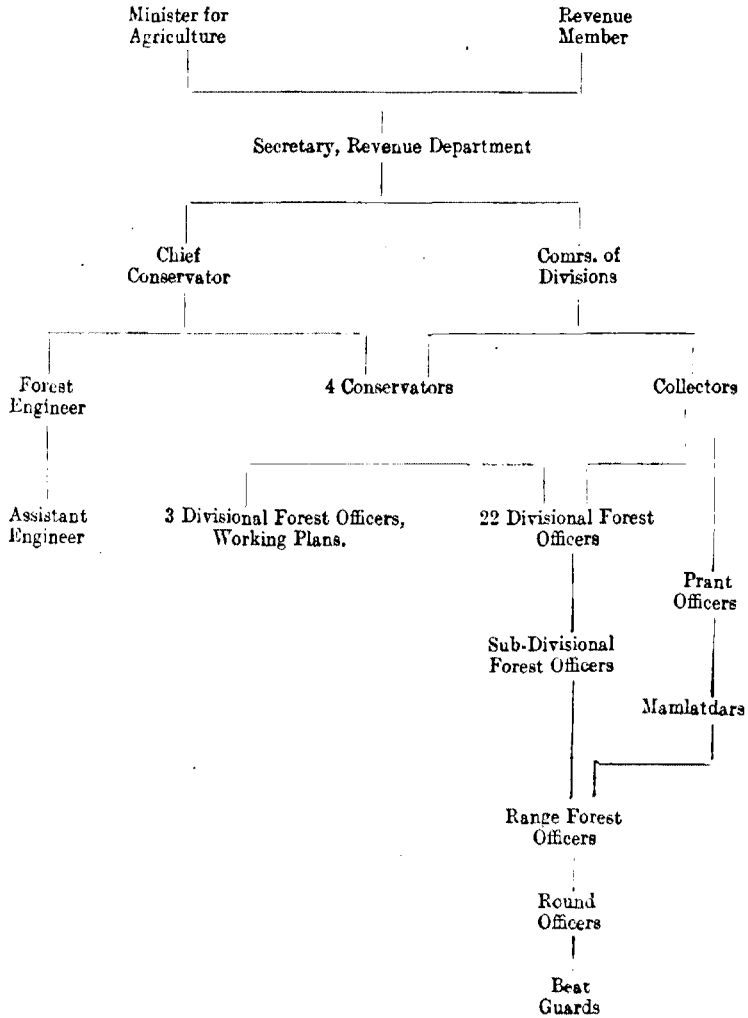 Minister for
Agriculture
Revenue
Member
Secretary, Revenue Department
Chief
Conservator
Comrs. of
Divisions
Forest
Engineer
4 Conservators
Collectors
Assistant
Engineer
3 Divisional Forest Officers,
Working Plans.
22 Divisional Forest
Officers
Prant
Officers
Sub-Divisional
Forest Officers
Mamlatdars
Range Forest
Officers
Round
Officers
Beat
Guards